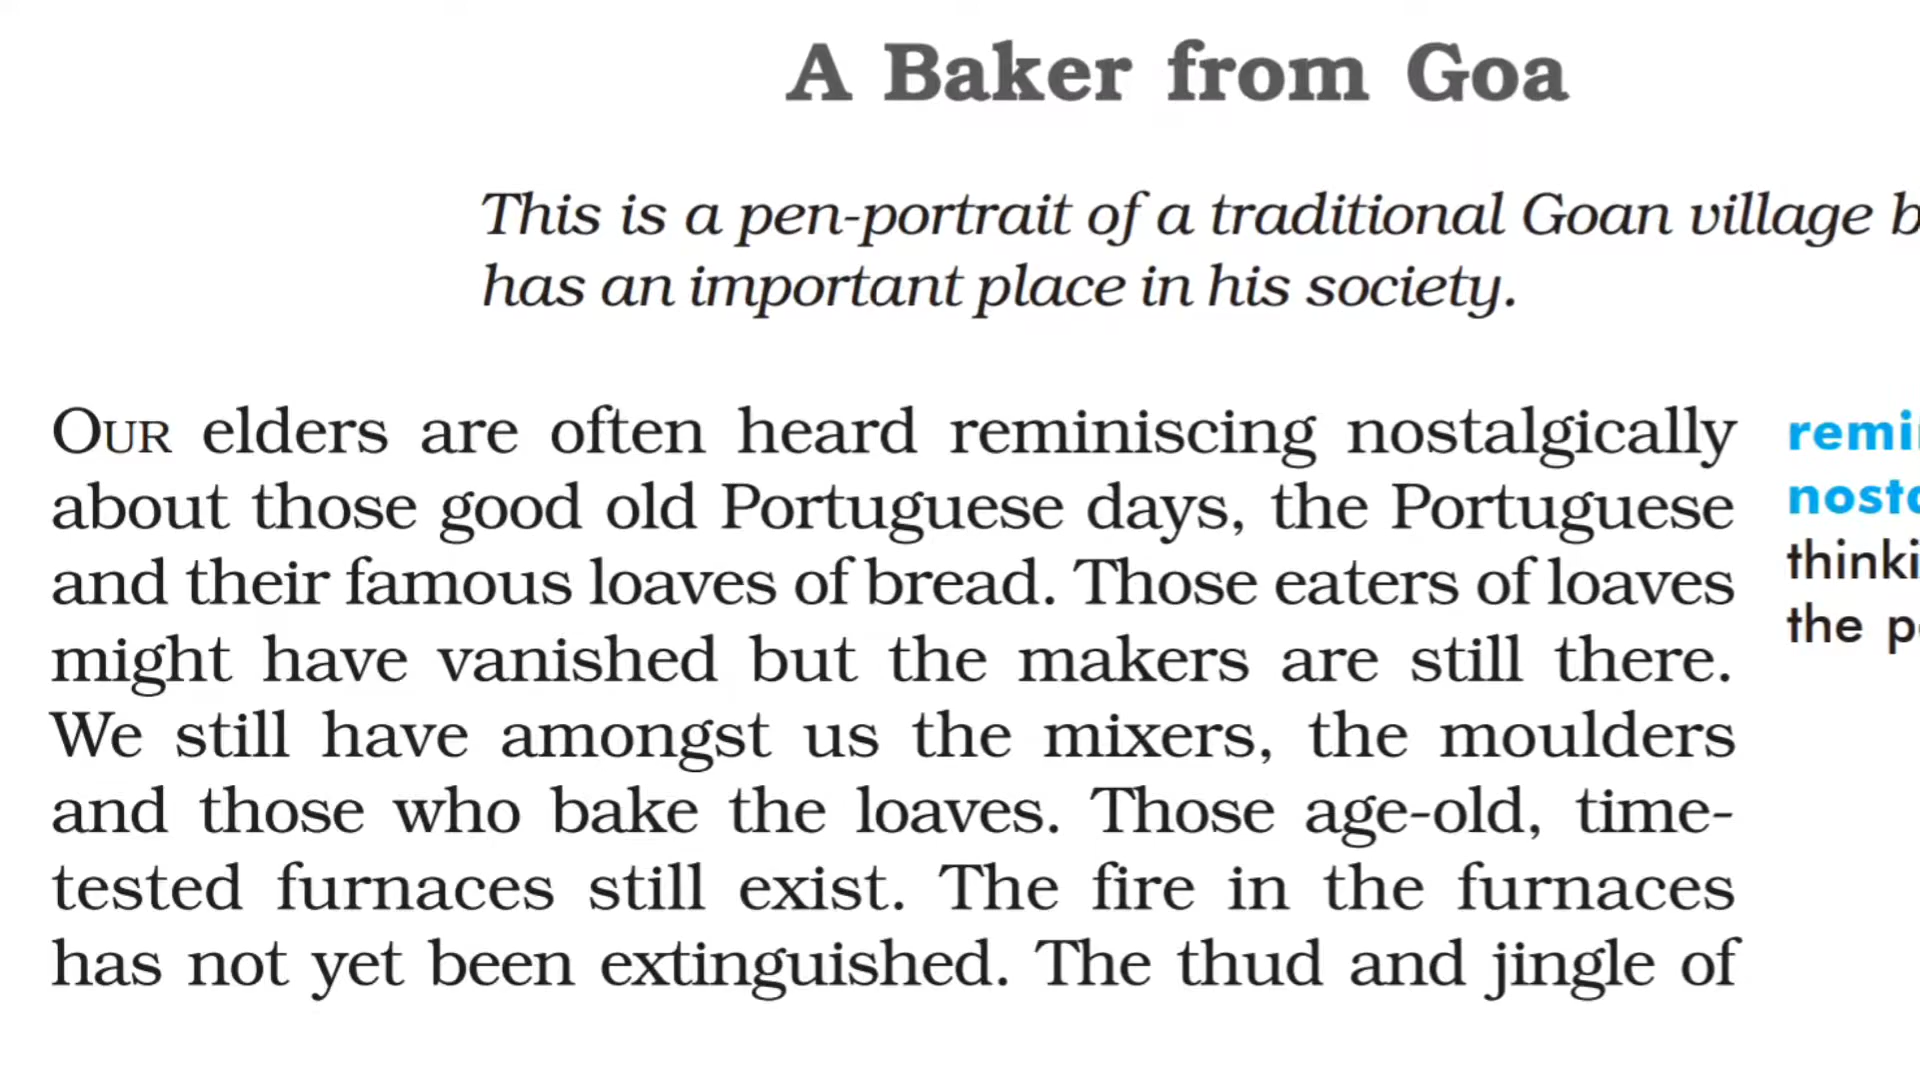 A Baker from Goa
This is a pen-portrait of a traditional Goan village
has an important place in his society.
OUR elders are often heard reminiscing nostalgically
about those good old Portuguese days, the Portuguese
and their famous loaves of bread. Those eaters of loaves
might have vanished but the makers are still there.
We still have amongst us the mixers, the moulders
and those who bake the loaves. Those age-old, time-
tested furnaces still exist. The fire in the furnaces
has not yet been extinguished. The thud and jingle of
the